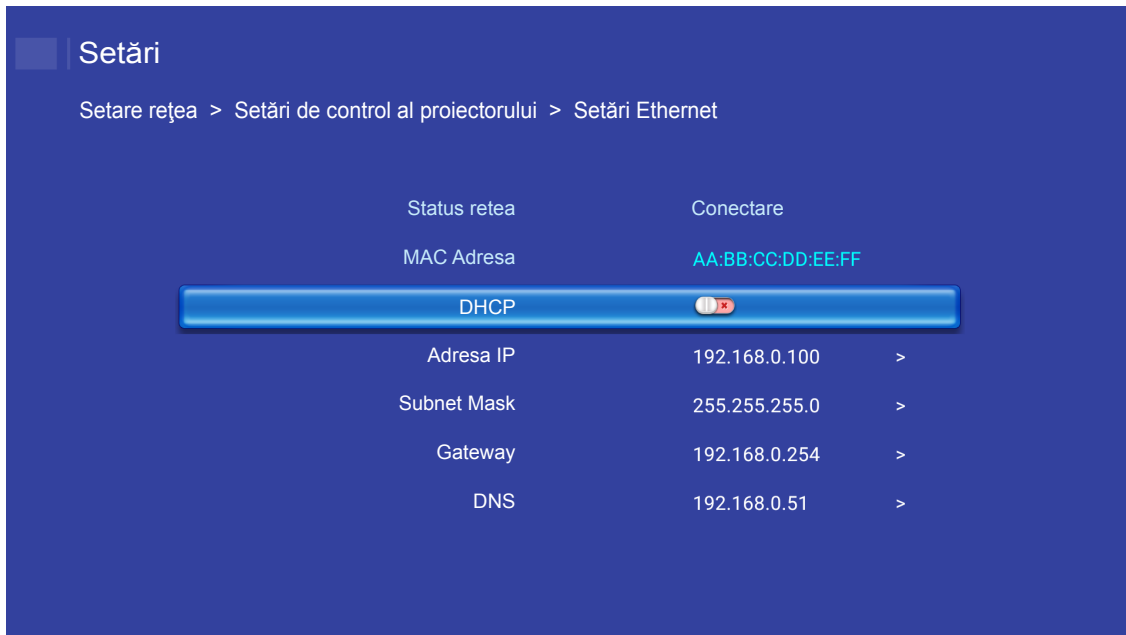 Setări
Setare reţea > Setări de control al proiectorului > Setări Ethernet
Status retea Conectare
MAC Adresa AA:BB:CC:DD:EE:FF
DHCP
Adresa IP 192.168.0.100 >
Subnet Mask 255.255.255.0 >
Gateway 192.168.0.254 >
DNS 192.168.0.51 >